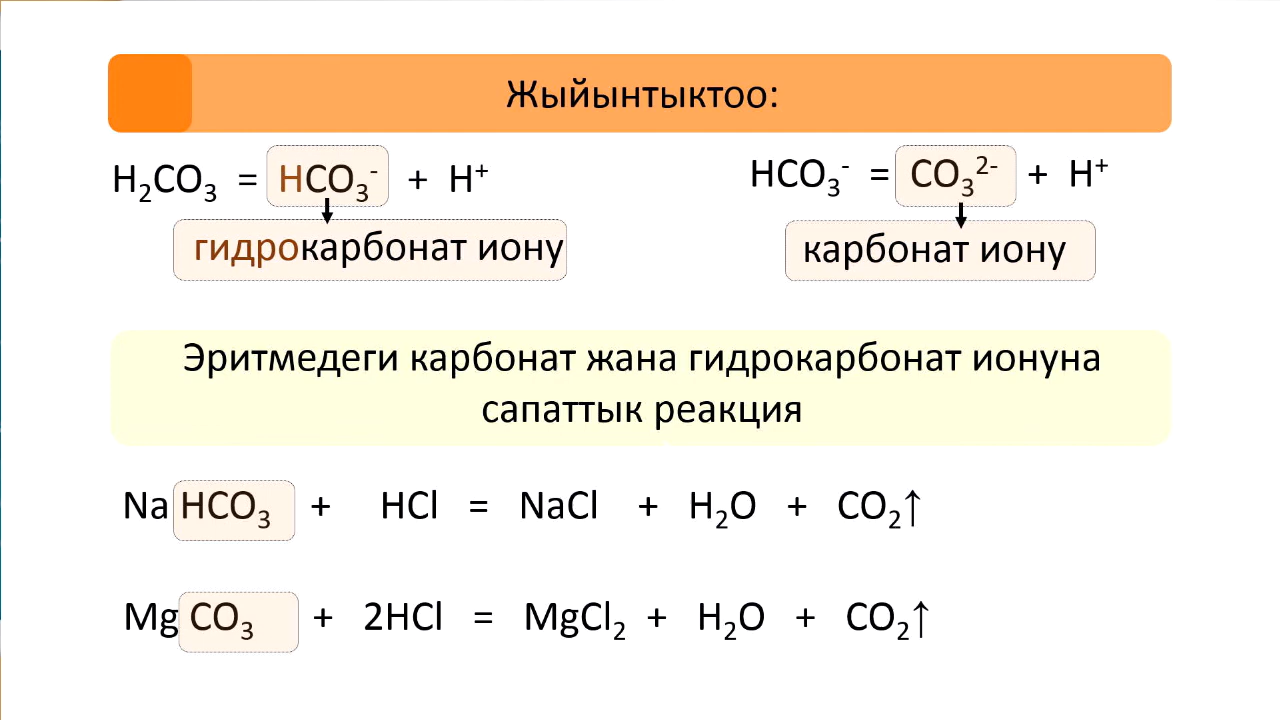 Жыйынтыктоо:
H₂CO₃ = HCO₃⁻ + H⁺
HCO₃⁻ = CO₃²⁻ + H⁺
гидрокарбонат иону
карбонат иону
Эритмедеги карбонат жана гидрокарбонат ионуна
сапаттык реакция
NaHCO₃ + HCl = NaCl + H₂O + CO₂↑
MgCO₃ + 2HCl = MgCl₂ + H₂O + CO₂↑